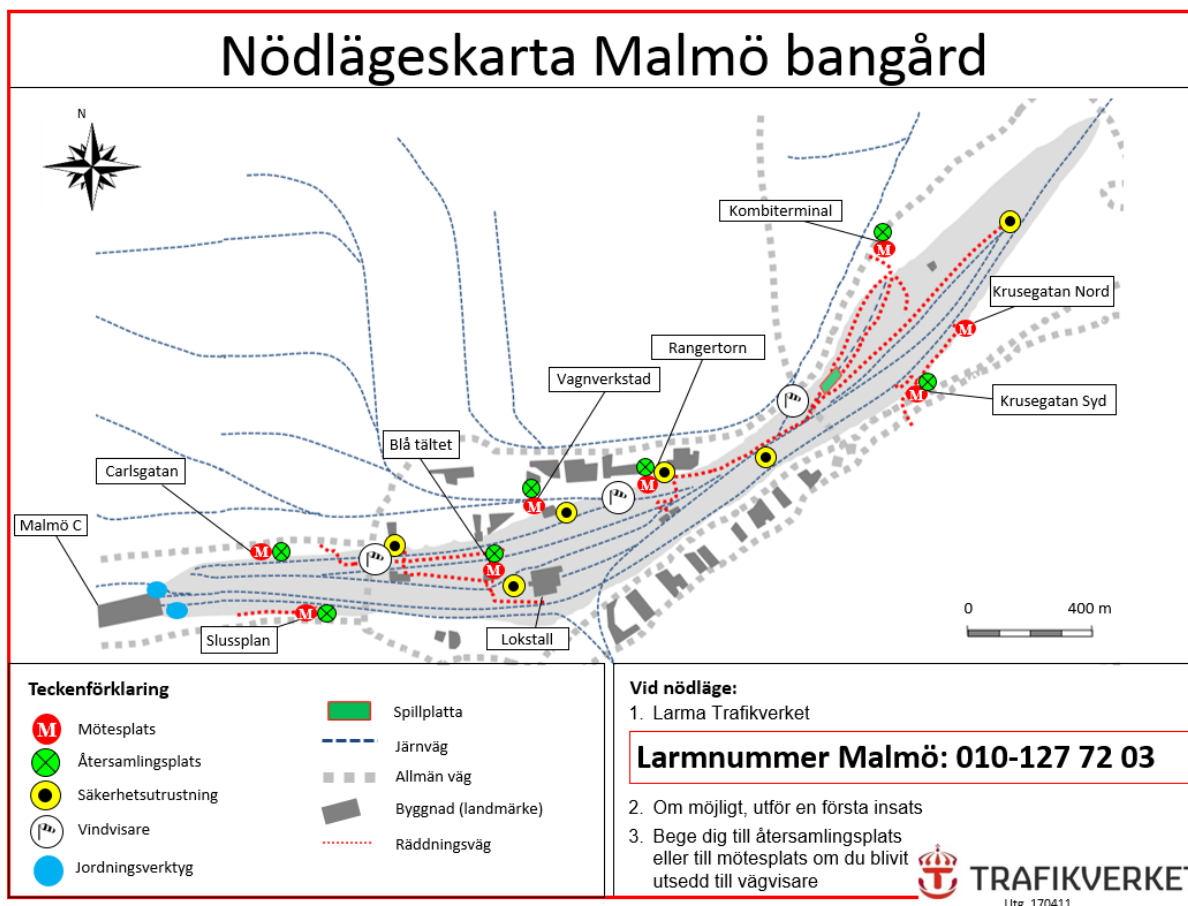 Nödlägeskarta Malmö bangård
N
Kombiterminal
Krusegatan Nord
Rangertorn
Vagnverkstad
Krusegatan Syd
Blå tältet
Carlsgatan
Malmö C
M
M
M
M
M
M
M
M
0 400 m
Slussplan
Lokstall
Teckenförklaring
M Mötesplats
Återsamlingsplats
Säkerhetsutrustning
Vindvisare
Jordningsverktyg
Spillplatta
Järnväg
Allmän väg
Byggnad (landmärke)
Räddningsväg
Vid nödläge:
1. Larma Trafikverket
Larmnummer Malmö: 010-127 72 03
2. Om möjligt, utför en första insats
3. Bege dig till återsamlingsplats
eller till mötesplats om du blivit
utsedd till vägvisare
TRAFIKVERKET
Utg. 170411